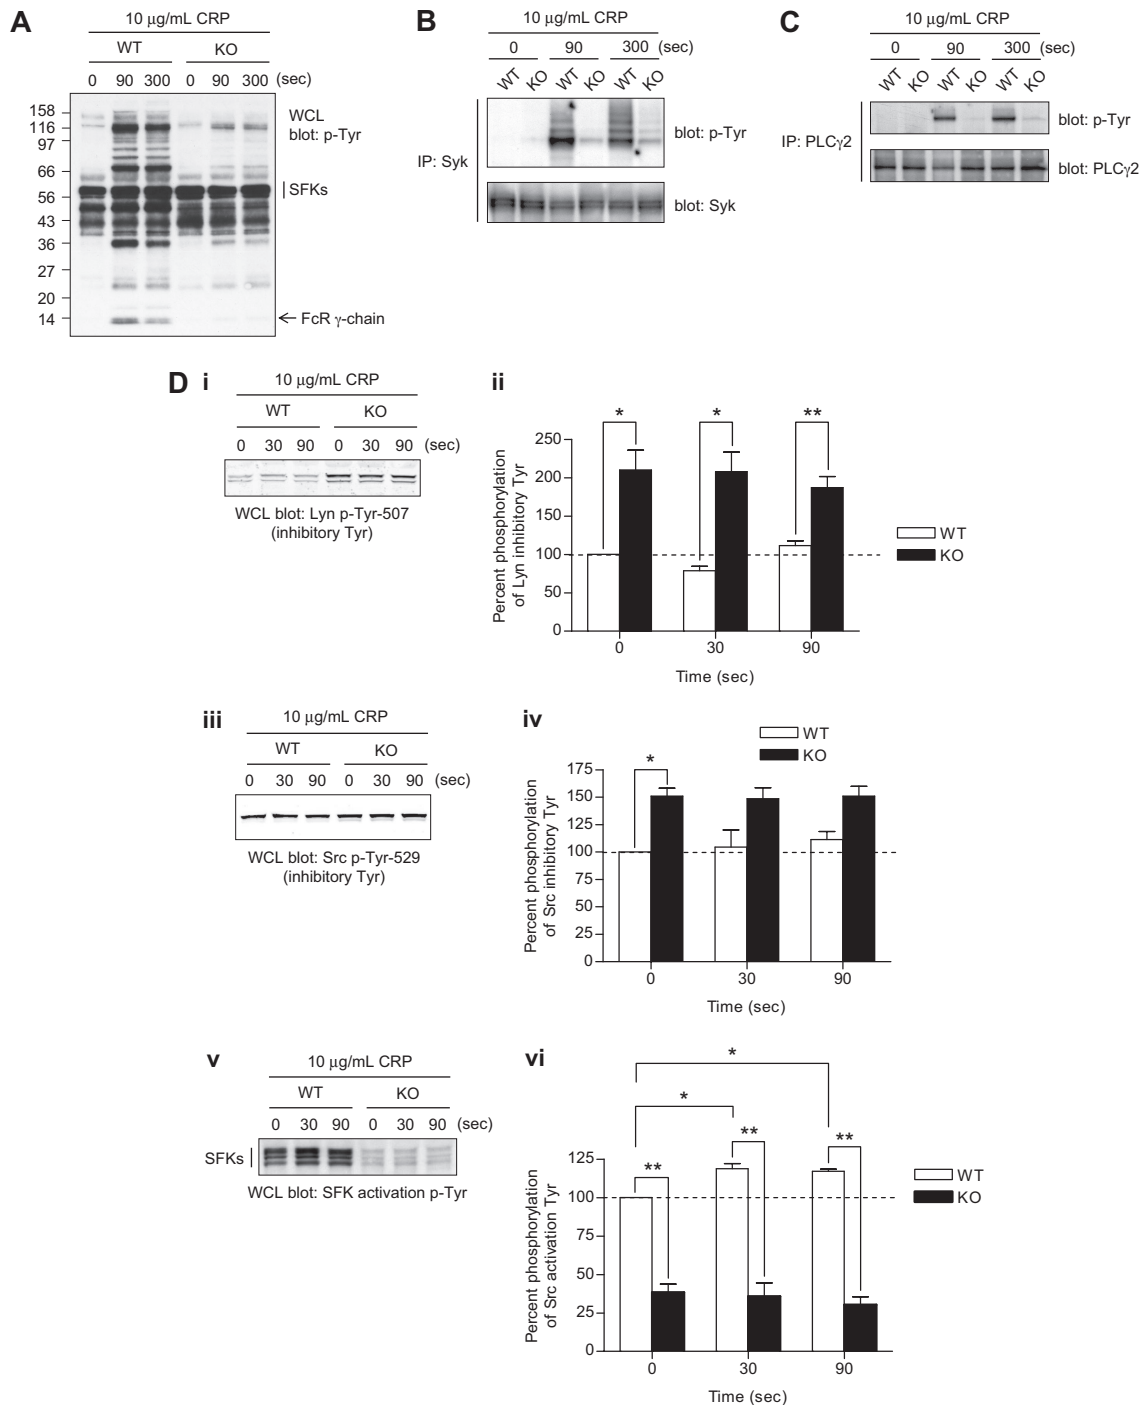 A
10 μg/mL CRP
WT KO
0 90 300 0 90 300 (sec)
158
116
97
66
56
43
36
27
20
14
WCL
blot: p-Tyr
SFKs
FcR γ-chain
B
10 μg/mL CRP
0 90 300 (sec)
WT KO WT KO WT KO
IP: Syk
blot: p-Tyr
blot: Syk
C
10 μg/mL CRP
0 90 300 (sec)
WT KO WT KO WT KO
IP: PLCγ2
blot: p-Tyr
blot: PLCγ2
D
i
10 μg/mL CRP
WT KO
0 30 90 0 30 90 (sec)
WCL blot: Lyn p-Tyr-507
(inhibitory Tyr)
ii
* * **
Percent phosphorylation
of Lyn inhibitory Tyr
250
200
150
100
50
0
0 30 90
Time (sec)
WT
KO
iii
10 μg/mL CRP
WT KO
0 30 90 0 30 90 (sec)
WCL blot: Src p-Tyr-529
(inhibitory Tyr)
iv
WT
KO
*
Percent phosphorylation
of Src inhibitory Tyr
175
150
125
100
75
50
25
0
0 30 90
Time (sec)
v
10 μg/mL CRP
WT KO
0 30 90 0 30 90 (sec)
SFKs
WCL blot: SFK activation p-Tyr
vi
*
*
** ** **
Percent phosphorylation
of Src activation Tyr
125
100
75
50
25
0
0 30 90
Time (sec)
WT
KO